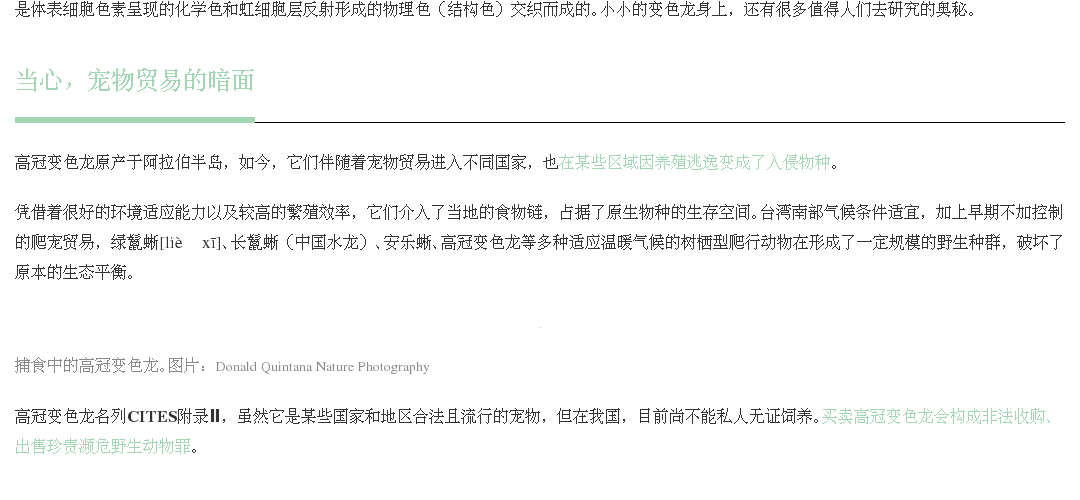 是体表细胞色素呈现的化学色和虹细胞层反射形成的物理色（结构色）交织而成的。小小的变色龙身上，还有很多值得人们去研究的奥秘。
当心，宠物贸易的暗面
高冠变色龙原产于阿拉伯半岛，如今，它们伴随着宠物贸易进入不同国家，也在某些区域因养殖逃逸变成了入侵物种。
凭借着很好的环境适应能力以及较高的繁殖效率，它们介入了当地的食物链，占据了原生物种的生存空间。台湾南部气候条件适宜，加上早期不加控制
的爬宠贸易，绿鬣蜥[liè　xī]、长鬣蜥（中国水龙）、安乐蜥、高冠变色龙等多种适应温暖气候的树栖型爬行动物在形成了一定规模的野生种群，破坏了
原本的生态平衡。
捕食中的高冠变色龙。图片：Donald Quintana Nature Photography
高冠变色龙名列CITES附录Ⅱ，虽然它是某些国家和地区合法且流行的宠物，但在我国，目前尚不能私人无证饲养。买卖高冠变色龙会构成非法收购、
出售珍贵濒危野生动物罪。